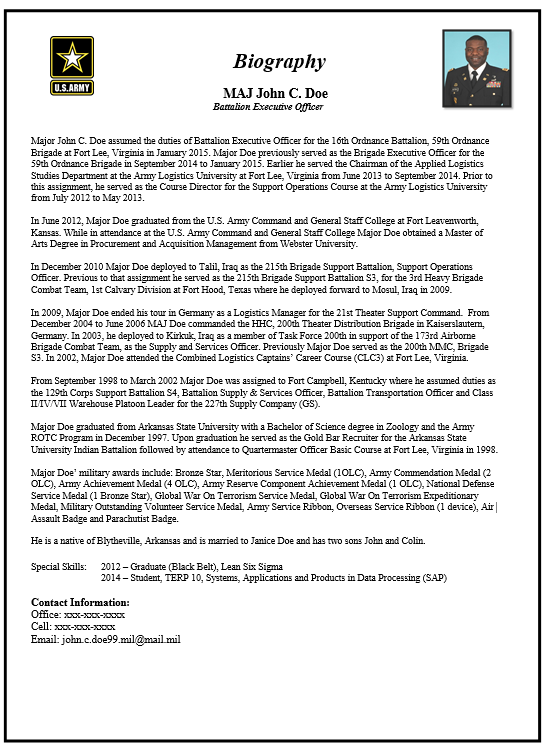 U.S.ARMY
Biography
MAJ John C. Doe
Battalion Executive Officer
Major John C. Doe assumed the duties of Battalion Executive Officer for the 16th Ordnance Battalion, 59th Ordnance
Brigade at Fort Lee, Virginia in January 2015. Major Doe previously served as the Brigade Executive Officer for the
59th Ordnance Brigade in September 2014 to January 2015. Earlier he served the Chairman of the Applied Logistics
Studies Department at the Army Logistics University at Fort Lee, Virginia from June 2013 to September 2014. Prior to
this assignment, he served as the Course Director for the Support Operations Course at the Army Logistics University
from July 2012 to May 2013.
In June 2012, Major Doe graduated from the U.S. Army Command and General Staff College at Fort Leavenworth,
Kansas. While in attendance at the U.S. Army Command and General Staff College Major Doe obtained a Master of
Arts Degree in Procurement and Acquisition Management from Webster University.
In December 2010 Major Doe deployed to Talil, Iraq as the 215th Brigade Support Battalion, Support Operations
Officer. Previous to that assignment he served as the 215th Brigade Support Battalion S3, for the 3rd Heavy Brigade
Combat Team, 1st Calvary Division at Fort Hood, Texas where he deployed forward to Mosul, Iraq in 2009.
In 2009, Major Doe ended his tour in Germany as a Logistics Manager for the 21st Theater Support Command. From
December 2004 to June 2006 MAJ Doe commanded the HHC, 200th Theater Distribution Brigade in Kaiserslautern,
Germany. In 2003, he deployed to Kirkuk, Iraq as a member of Task Force 200th in support of the 173rd Airborne
Brigade Combat Team, as the Supply and Services Officer. Previously Major Doe served as the 200th MMC, Brigade
S3. In 2002, Major Doe attended the Combined Logistics Captains' Career Course (CLC3) at Fort Lee, Virginia.
From September 1998 to March 2002 Major Doe was assigned to Fort Campbell, Kentucky where he assumed duties as
the 129th Corps Support Battalion S4, Battalion Supply & Services Officer, Battalion Transportation Officer and Class
II/IV/VII Warehouse Platoon Leader for the 227th Supply Company (GS).
Major Doe graduated from Arkansas State University with a Bachelor of Science degree in Zoology and the Army
ROTC Program in December 1997. Upon graduation he served as the Gold Bar Recruiter for the Arkansas State
University Indian Battalion followed by attendance to Quartermaster Officer Basic Course at Fort Lee, Virginia in 1998.
Major Doe' military awards include: Bronze Star, Meritorious Service Medal (1OLC), Army Commendation Medal (2
OLC), Army Achievement Medal (4 OLC), Army Reserve Component Achievement Medal (1 OLC), National Defense
Service Medal (1 Bronze Star), Global War On Terrorism Service Medal, Global War On Terrorism Expeditionary
Medal, Military Outstanding Volunteer Service Medal, Army Service Ribbon, Overseas Service Ribbon (1 device), Air
Assault Badge and Parachutist Badge.
He is a native of Blytheville, Arkansas and is married to Janice Doe and has two sons John and Colin.
Special Skills: 2012 – Graduate (Black Belt), Lean Six Sigma
2014 – Student, TERP 10, Systems, Applications and Products in Data Processing (SAP)
Contact Information:
Office: xxx-xxx-xxxx
Cell: xxx-xxx-xxxx
Email: john.c.doe99.mil@mail.mil